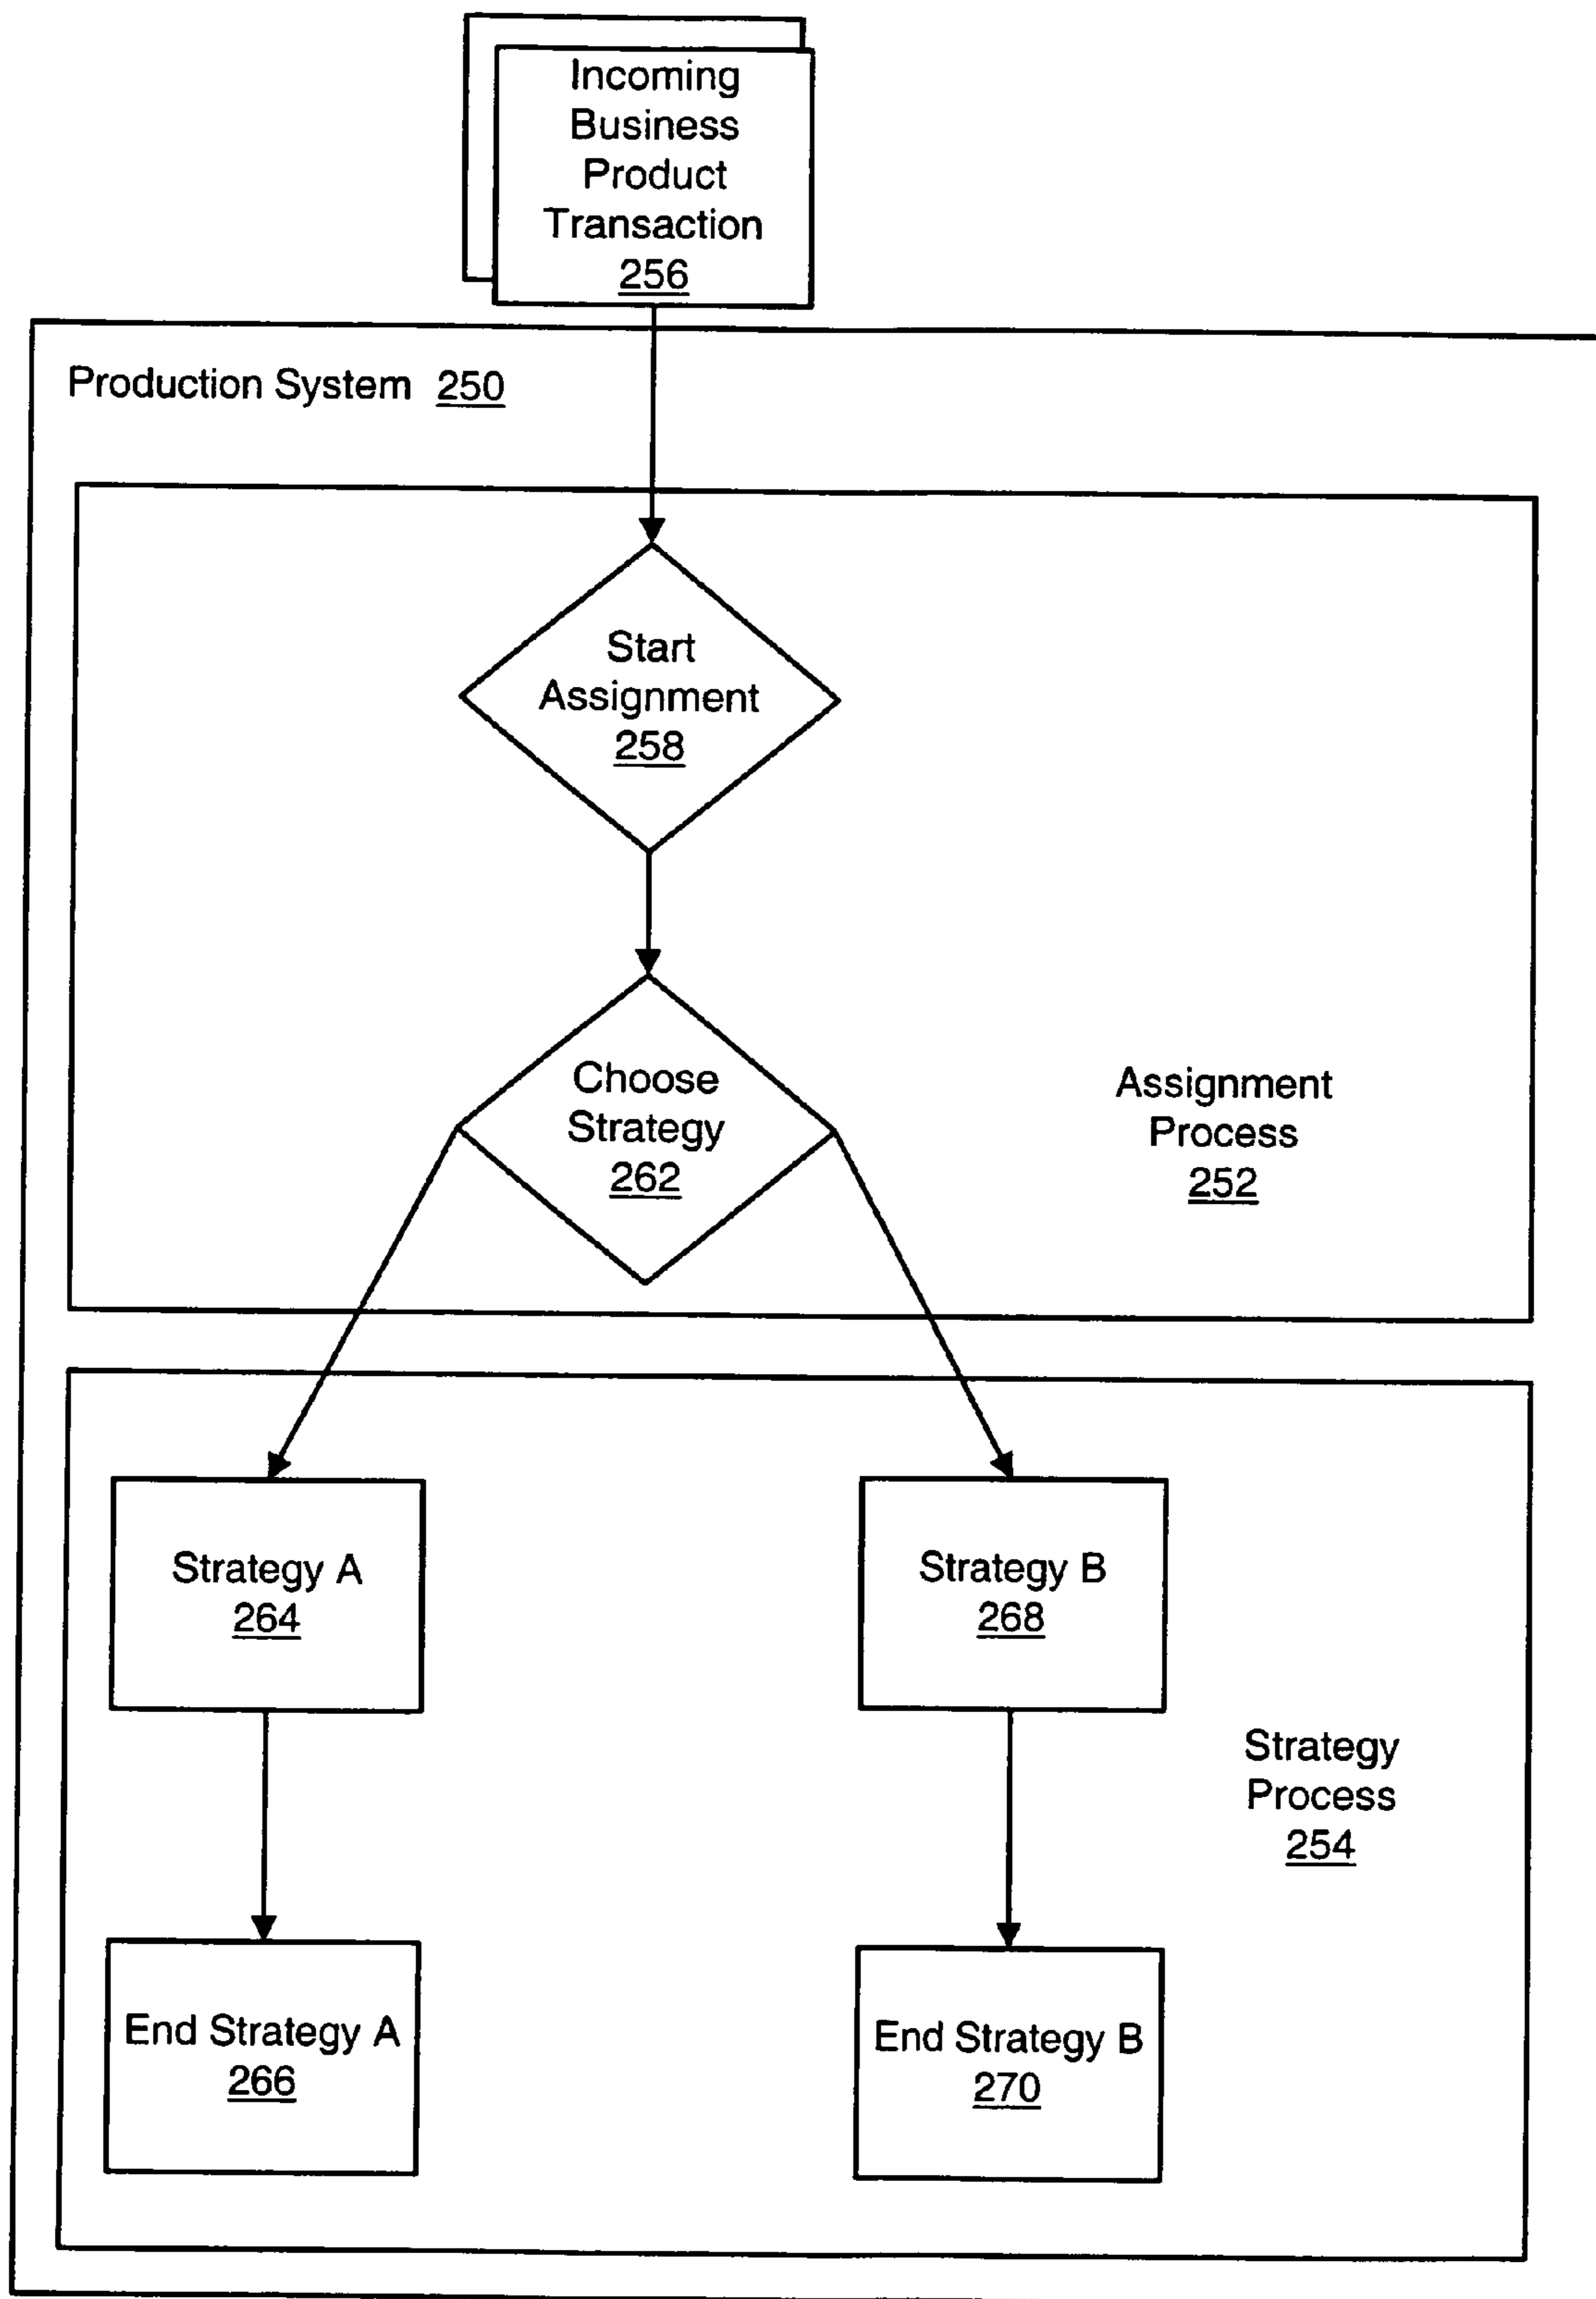 Incoming
Business
Product
Transaction
256
Production System 250
Start
Assignment
258
Choose
Strategy
262
Assignment
Process
252
Strategy A
264
Strategy B
268
Strategy
Process
254
End Strategy A
266
End Strategy B
270